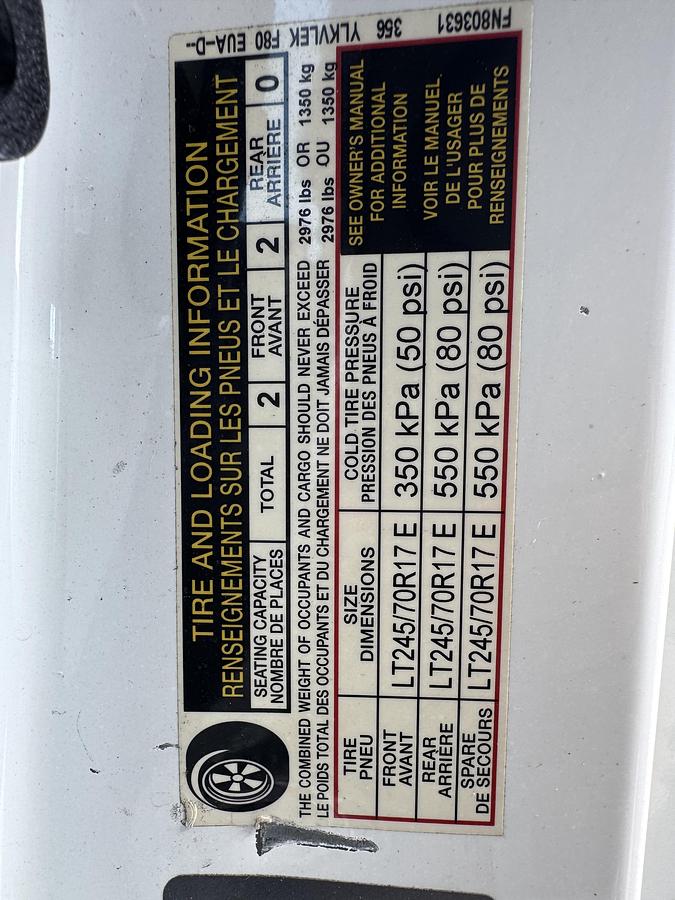 TIRE AND LOADING INFORMATION
RENSEIGNEMENTS SUR LES PNEUS ET LE CHARGEMENT
SEATING CAPACITY
NOMBRE DE PLACES
TOTAL 2
FRONT
AVANT 2
REAR
ARRIÈRE 0
THE COMBINED WEIGHT OF OCCUPANTS AND CARGO SHOULD NEVER EXCEED 2976 lbs OR 1350 kg
LE POIDS TOTAL DES OCCUPANTS ET DU CHARGEMENT NE DOIT JAMAIS DÉPASSER 2976 lbs OU 1350 kg
TIRE
PNEU
SIZE
DIMENSIONS
COLD TIRE PRESSURE
PRESSION DES PNEUS À FROID
FRONT
AVANT
LT245/70R17 E
350 kPa (50 psi)
REAR
ARRIÈRE
LT245/70R17 E
550 kPa (80 psi)
SPARE
DE SECOURS
LT245/70R17 E
550 kPa (80 psi)
SEE OWNER'S MANUAL
FOR ADDITIONAL
INFORMATION
VOIR LE MANUEL.
DE L'USAGER
POUR PLUS DE
RENSEIGNEMENTS
FN803631 356 YLKVLEK F80 EUA-D--